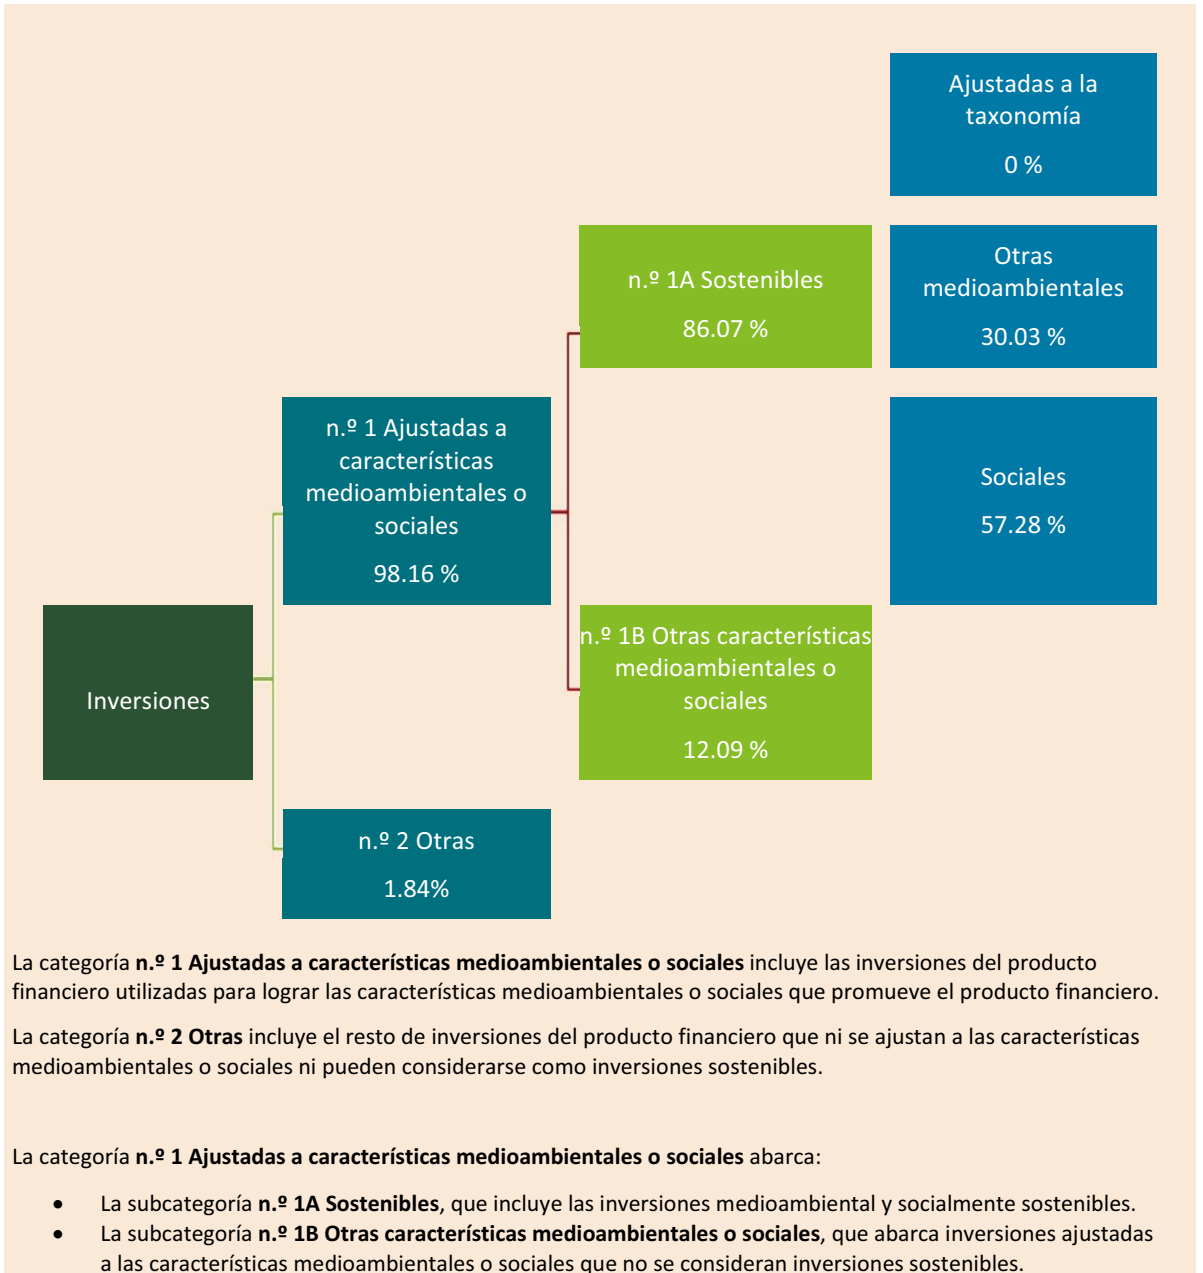 Ajustadas a la
taxonomía
0 %
n.º 1A Sostenibles
86.07 %
Otras
medioambientales
30.03 %
n.º 1 Ajustadas a
características
medioambientales o
sociales
98.16 %
Sociales
57.28 %
Inversiones
n.º 1B Otras características
medioambientales o
sociales
12.09 %
n.º 2 Otras
1.84%
La categoría n.º 1 Ajustadas a características medioambientales o sociales incluye las inversiones del producto
financiero utilizadas para lograr las características medioambientales o sociales que promueve el producto financiero.
La categoría n.º 2 Otras incluye el resto de inversiones del producto financiero que ni se ajustan a las características
medioambientales o sociales ni pueden considerarse como inversiones sostenibles.
La categoría n.º 1 Ajustadas a características medioambientales o sociales abarca:
• La subcategoría n.º 1A Sostenibles, que incluye las inversiones medioambiental y socialmente sostenibles.
• La subcategoría n.º 1B Otras características medioambientales o sociales, que abarca inversiones ajustadas
a las características medioambientales o sociales que no se consideran inversiones sostenibles.